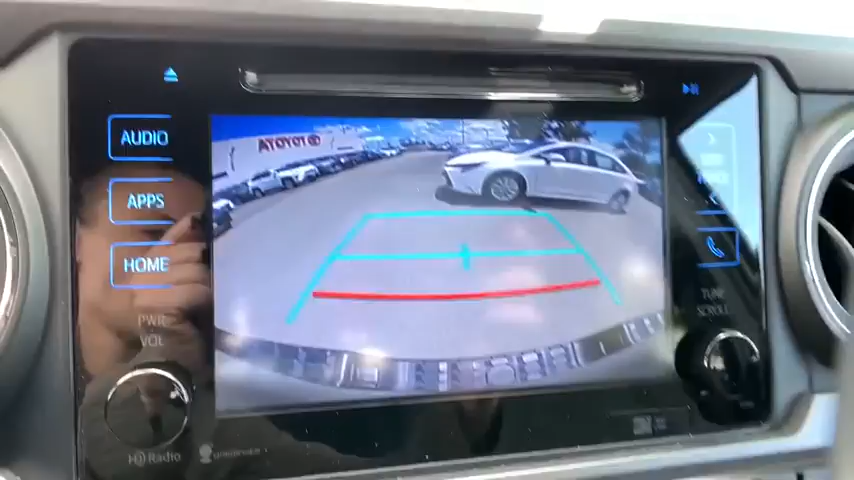 AUDIO
APPS
HOME
PWR
VOL
TOYOTA
TUNE
SCROLL
HD Radio